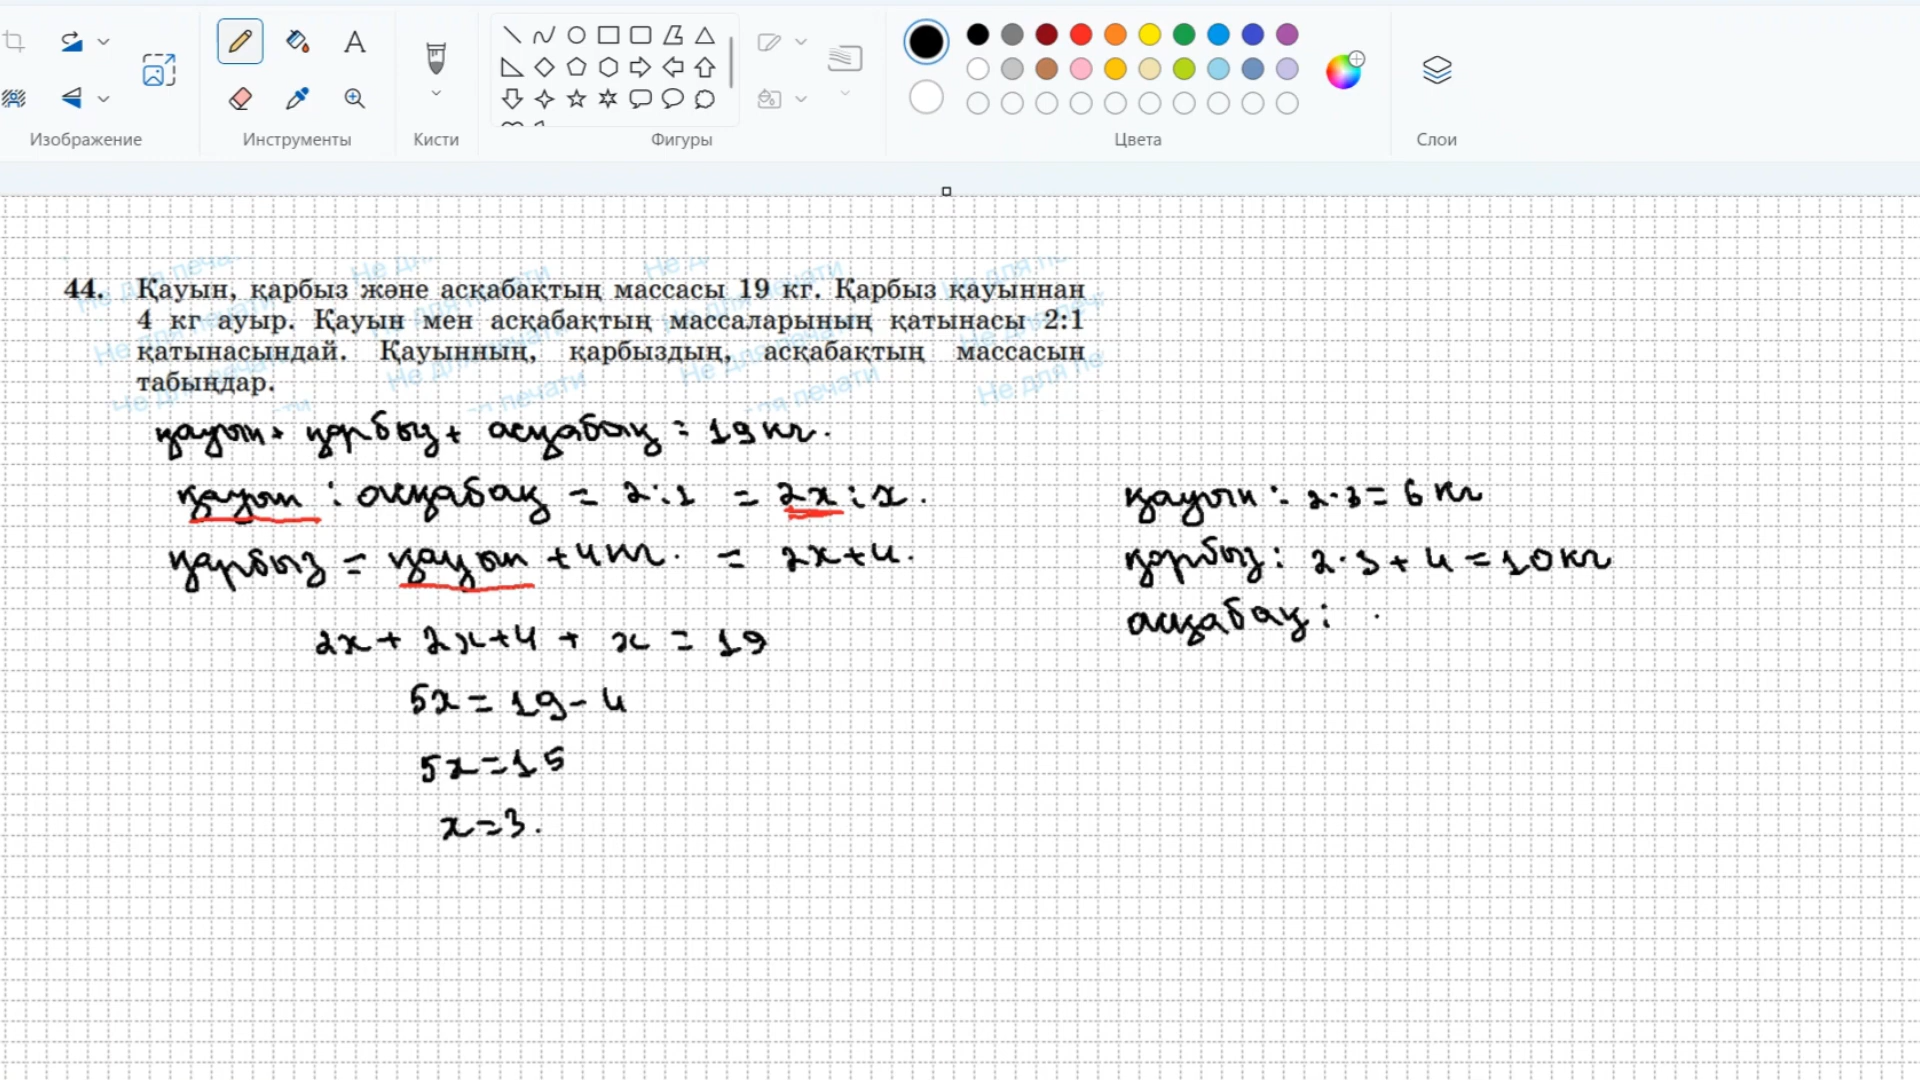 Изображение
Инструменты
Кисти
Фигуры
Цвета
Слои
44. Қауын, қарбыз және асқабақтың массасы 19 кг. Қарбыз қауыннан
4 кг ауыр. Қауын мен асқабақтың массаларының қатынасы 2:1
қатынасындай. Қауынның, қарбыздың, асқабақтың массасын
табыңдар.
қауын + қарбыз + асқабақ = 19 кг.
қауын : асқабақ = 2:1 = 2x : x.
қарбыз = қауын + 4 кг. = 2x+4.
2x + 2x+4 + x = 19
5x = 19 - 4
5x = 15
x = 3.
қауын : 2·3 = 6 кг
қарбыз : 2·3 + 4 = 10 кг
асқабақ :
Не для печати